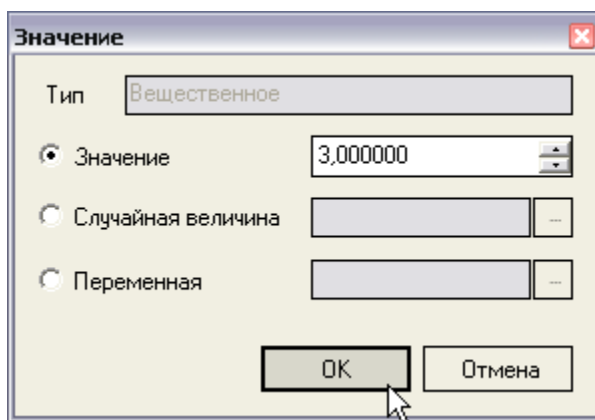 Значение
Тип Вещественное
Значение 3,000000
Случайная величина ...
Переменная ...
OK Отмена